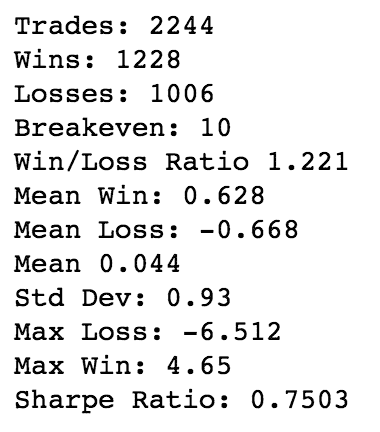 Trades: 2244
Wins: 1228
Losses: 1006
Breakeven: 10
Win/Loss Ratio 1.221
Mean Win: 0.628
Mean Loss: -0.668
Mean 0.044
Std Dev: 0.93
Max Loss: -6.512
Max Win: 4.65
Sharpe Ratio: 0.7503